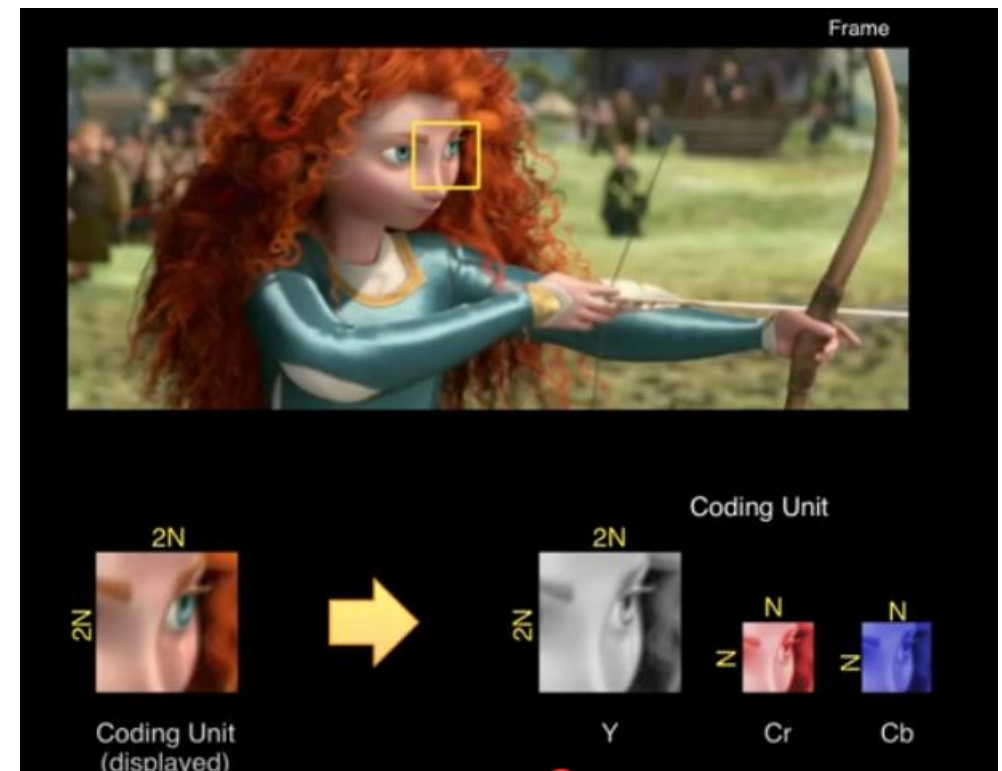 Frame
Coding Unit
2N
2N
2N
2N
N
N
N
N
Coding Unit
(displayed)
Y
Cr
Cb